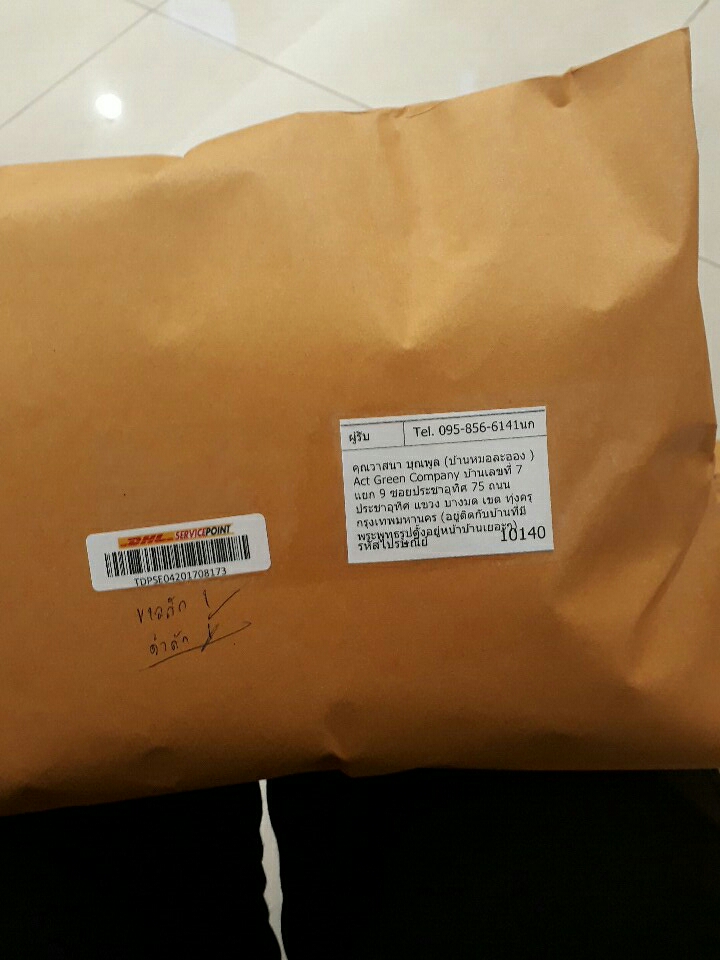 ผู้รับ Tel. 095-856-6141นก
คุณวาสนา บุญพูล (บ้านหมอละออง )
Act Green Company บ้านเลขที่ 7
แยก 9 ซอยประชาอุทิศ 75 ถนน
ประชาอุทิศ แขวง บางมด เขต ทุ่งครุ
กรุงเทพมหานคร (อยู่ติดกับบ้านที่มี
พระพุทธรูปตั้งอยู่หน้าบ้านเยอะๆ)
รหัสไปรษณีย์ 10140
DHL SERVICEPOINT
TDPSE04201708173
1